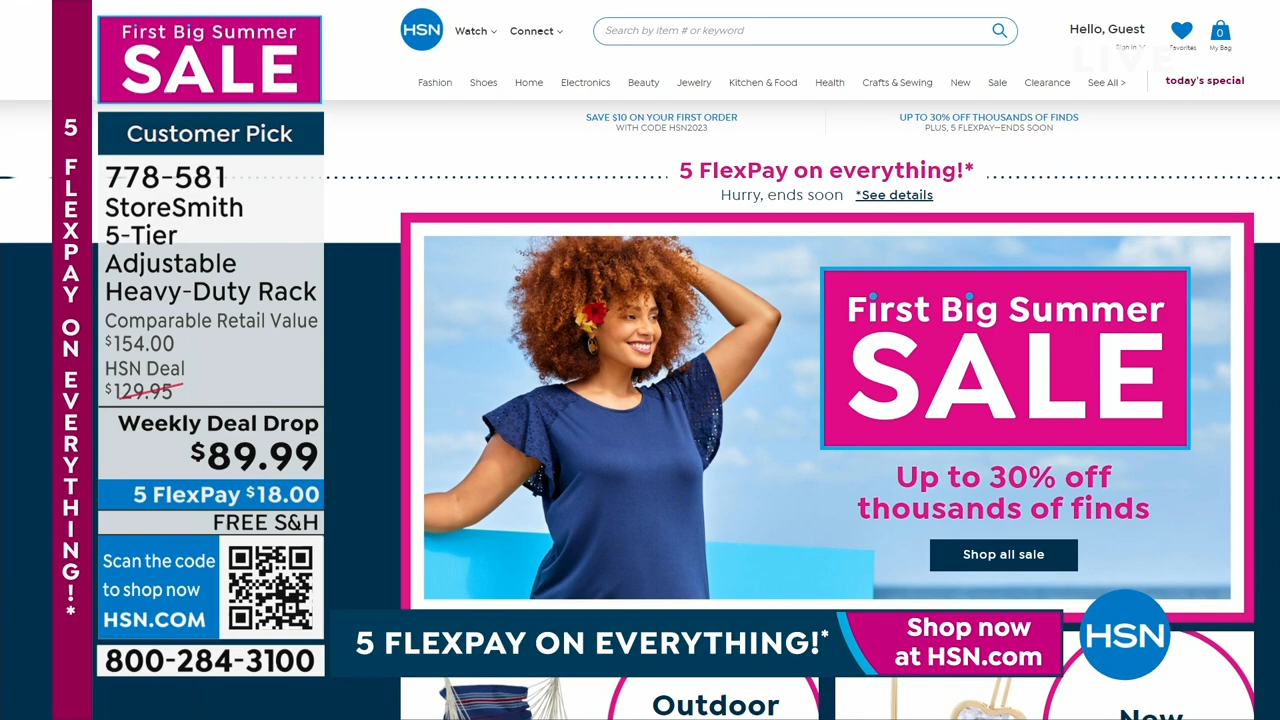 5 FLEXPAY ON EVERYTHING!*
First Big Summer
SALE
Customer Pick
778-581
StoreSmith
5-Tier
Adjustable
Heavy-Duty Rack
Comparable Retail Value
$154.00
HSN Deal
$129.95
Weekly Deal Drop
$89.99
5 FlexPay $18.00
FREE S&H
Scan the code
to shop now
HSN.COM
800-284-3100
HSN
Watch
Connect
Search by item # or keyword
Hello, Guest
Sign in
Favorites
0
My Bag
LIVE
Fashion
Shoes
Home
Electronics
Beauty
Jewelry
Kitchen & Food
Health
Crafts & Sewing
New
Sale
Clearance
See All >
today's special
SAVE $10 ON YOUR FIRST ORDER
WITH CODE HSN2023
UP TO 30% OFF THOUSANDS OF FINDS
PLUS, 5 FLEXPAY—ENDS SOON
5 FlexPay on everything!*
Hurry, ends soon *See details
First Big Summer
SALE
Up to 30% off
thousands of finds
Shop all sale
5 FLEXPAY ON EVERYTHING!*
Shop now
at HSN.com
HSN
Outdoor
New